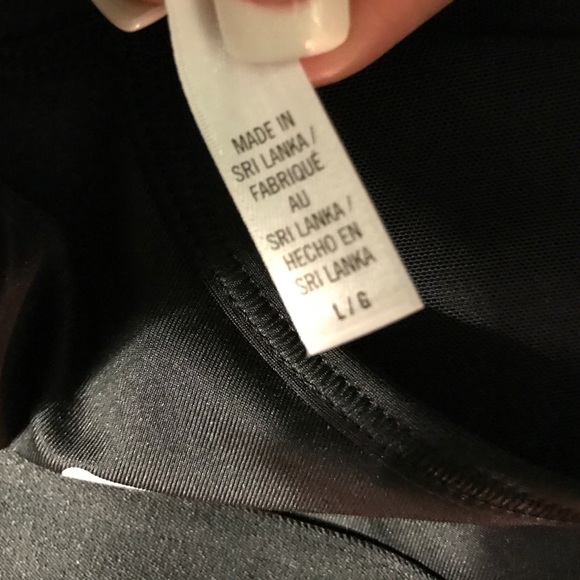 MADE IN
SRI LANKA /
FABRIQUÉ
AU
SRI LANKA /
HECHO EN
SRI LANKA
L / G